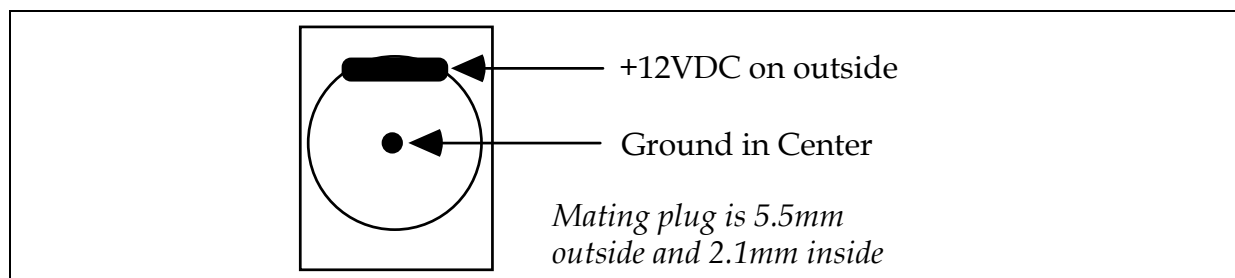 +12VDC on outside
Ground in Center
Mating plug is 5.5mm
outside and 2.1mm inside